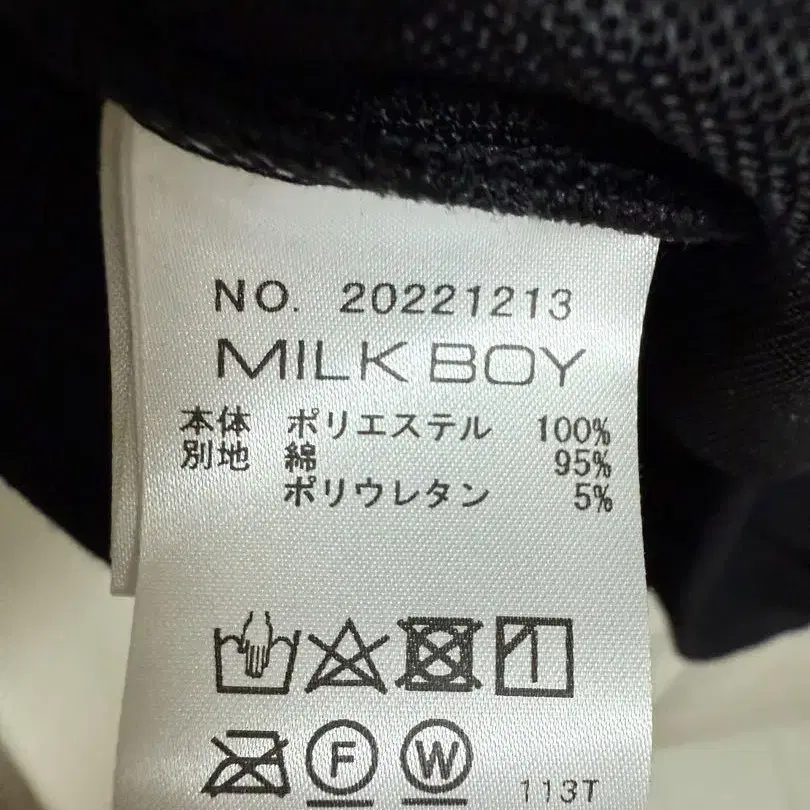 NO. 20221213
MILK BOY
本体 ポリエステル 100%
別地 綿 95%
ポリウレタン 5%
F W 113T